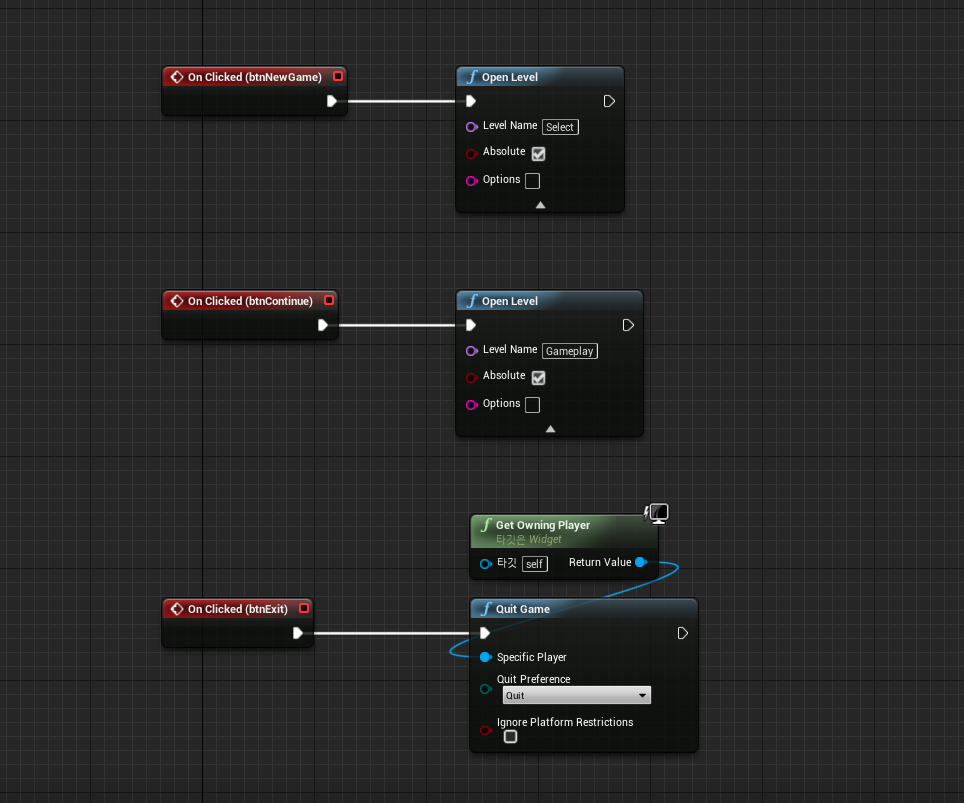 On Clicked (btnNewGame)
f Open Level
Level Name Select
Absolute
Options
On Clicked (btnContinue)
f Open Level
Level Name Gameplay
Absolute
Options
f Get Owning Player
타깃은 Widget
타깃 self Return Value
On Clicked (btnExit)
f Quit Game
Specific Player
Quit Preference
Quit
Ignore Platform Restrictions